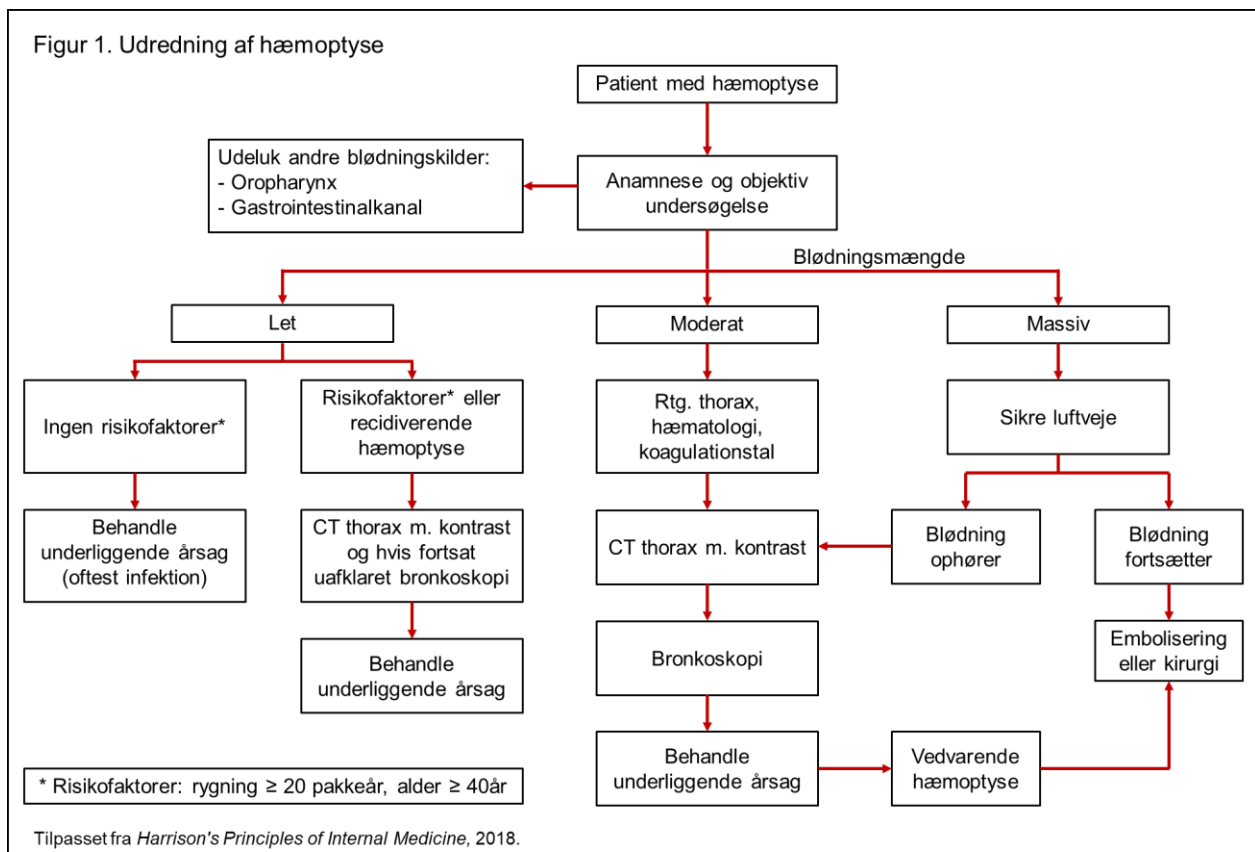 Figur 1. Udredning af hæmoptyse
Patient med hæmoptyse
Udeluk andre blødningskilder:
- Oropharynx
- Gastrointestinalkanal
Anamnese og objektiv
undersøgelse
Blødningsmængde
Let
Moderat
Massiv
Ingen risikofaktorer*
Risikofaktorer* eller
recidiverende
hæmoptyse
Rtg. thorax,
hæmatologi,
koagulationstal
Sikre luftveje
Behandle
underliggende årsag
(oftest infektion)
CT thorax m. kontrast
og hvis fortsat
uafklaret bronkoskopi
CT thorax m. kontrast
Blødning
ophører
Blødning
fortsætter
Behandle
underliggende årsag
Bronkoskopi
Embolisering
eller kirurgi
Behandle
underliggende årsag
Vedvarende
hæmoptyse
* Risikofaktorer: rygning ≥ 20 pakkeår, alder ≥ 40år
Tilpasset fra Harrison's Principles of Internal Medicine, 2018.